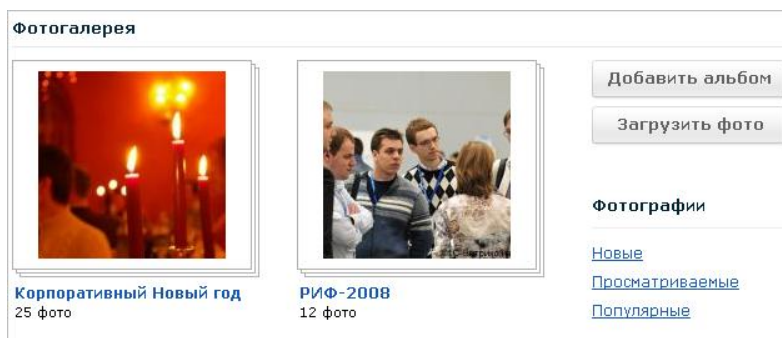 Фотогалерея
Добавить альбом
Загрузить фото
Корпоративный Новый год
25 фото
РИФ-2008
12 фото
Фотографии
Новые
Просматриваемые
Популярные